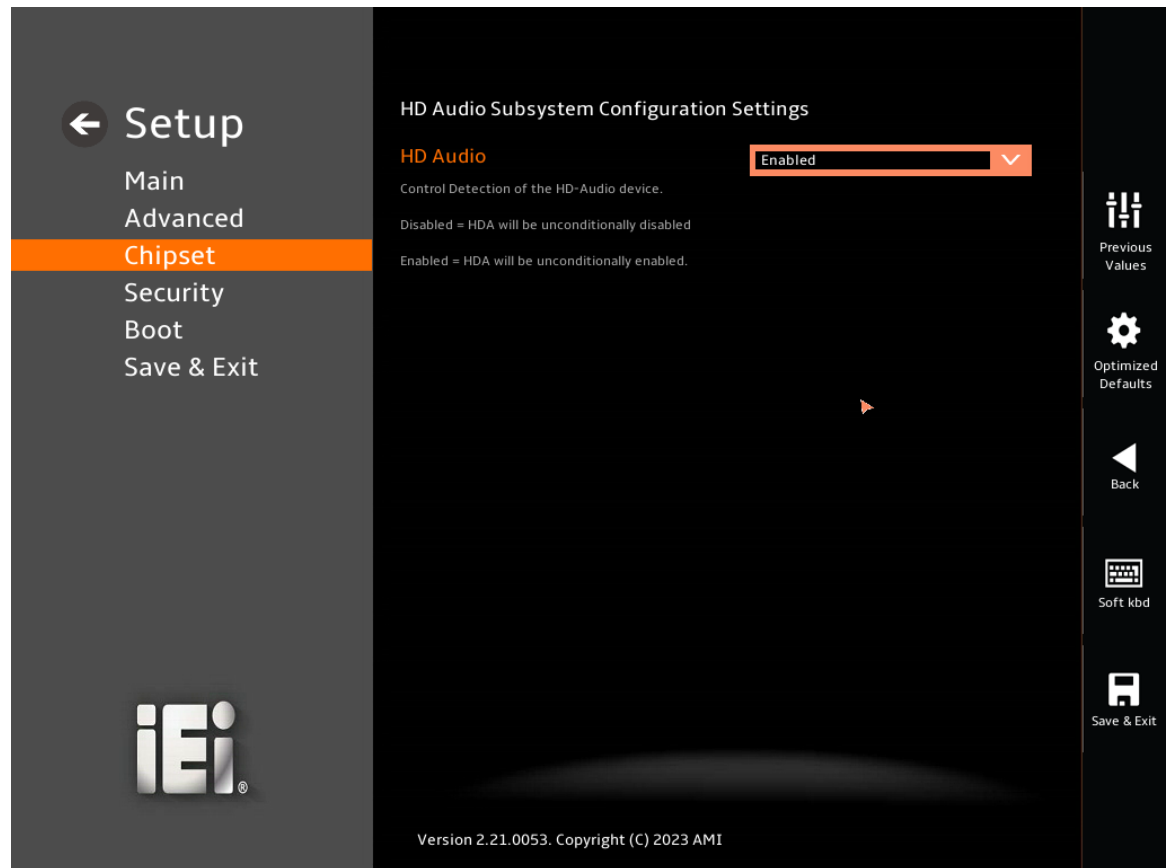 Setup
Main
Advanced
Chipset
Security
Boot
Save & Exit
iEi®
HD Audio Subsystem Configuration Settings
HD Audio
Enabled
Control Detection of the HD-Audio device.
Disabled = HDA will be unconditionally disabled
Enabled = HDA will be unconditionally enabled.
Version 2.21.0053. Copyright (C) 2023 AMI
Previous
Values
Optimized
Defaults
Back
Soft kbd
Save & Exit